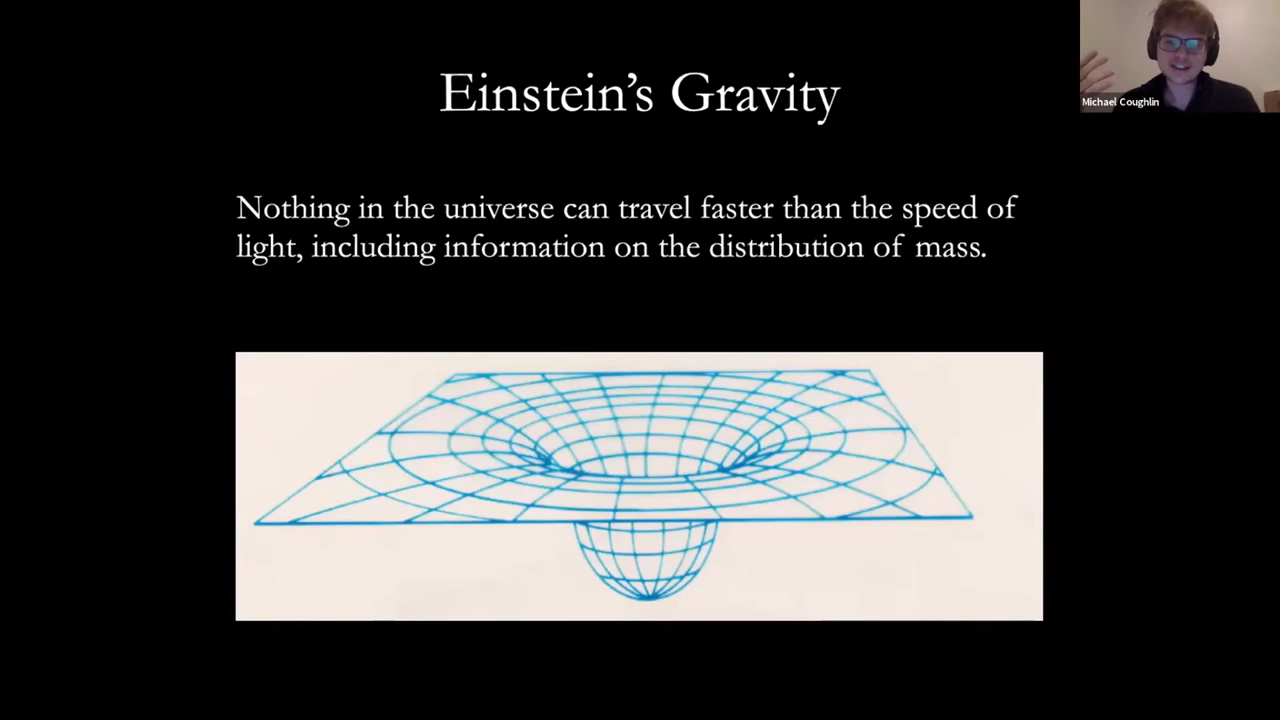 Einstein’s Gravity
Michael Coughlin
Nothing in the universe can travel faster than the speed of
light, including information on the distribution of mass.